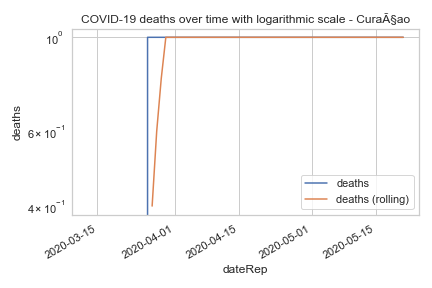 COVID-19 deaths over time with logarithmic scale - CuraÃ§ao
10⁰
6 × 10⁻¹
4 × 10⁻¹
deaths
deaths
deaths (rolling)
2020-03-15
2020-04-01
2020-04-15
2020-05-01
2020-05-15
dateRep